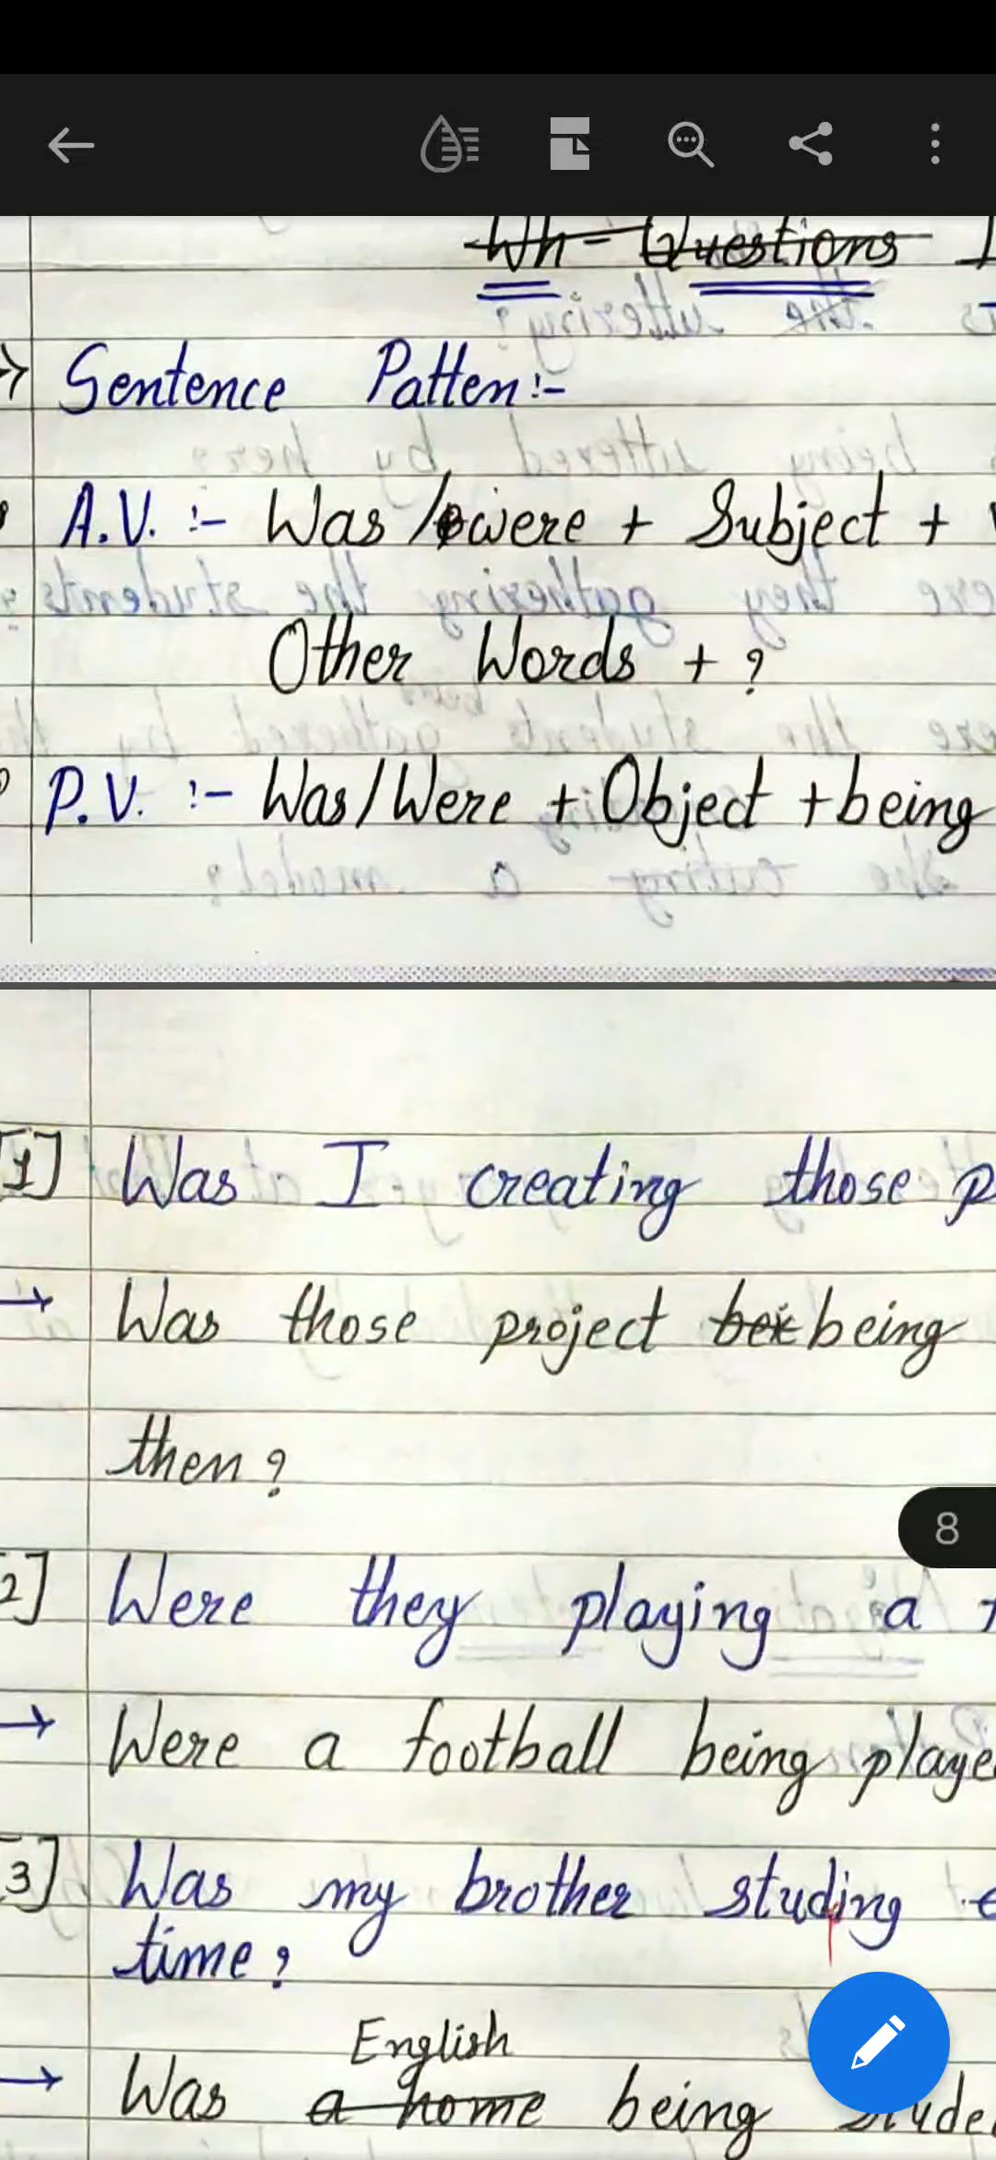 Wh - Questions
Sentence Patten:-
A.V. :- Was / were + Subject +
Other Words + ?
P.V. :- Was/Were + Object + being
[1] Was I creating those
→ Was those project being
then?
8
2] Were they playing a
→ Were a football being playe
[3] Was my brother studing
time?
English
→ Was a home being